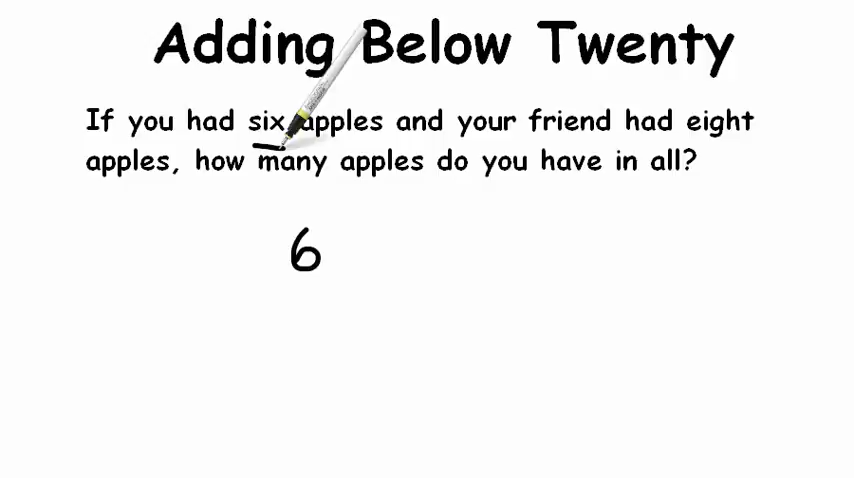 Adding Below Twenty
If you had six apples and your friend had eight
apples, how many apples do you have in all?
6